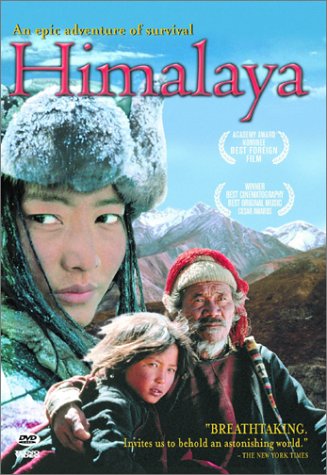 An epic adventure of survival
Himalaya
ACADEMY AWARD
BEST FOREIGN
FILM
WINNER
BEST CINEMATOGRAPHY
BEST ORIGINAL MUSIC
CESAR AWARDS
"BREATHTAKING.
Invites us to behold an astonishing world."
—THE NEW YORK TIMES
DVD
VIDEO